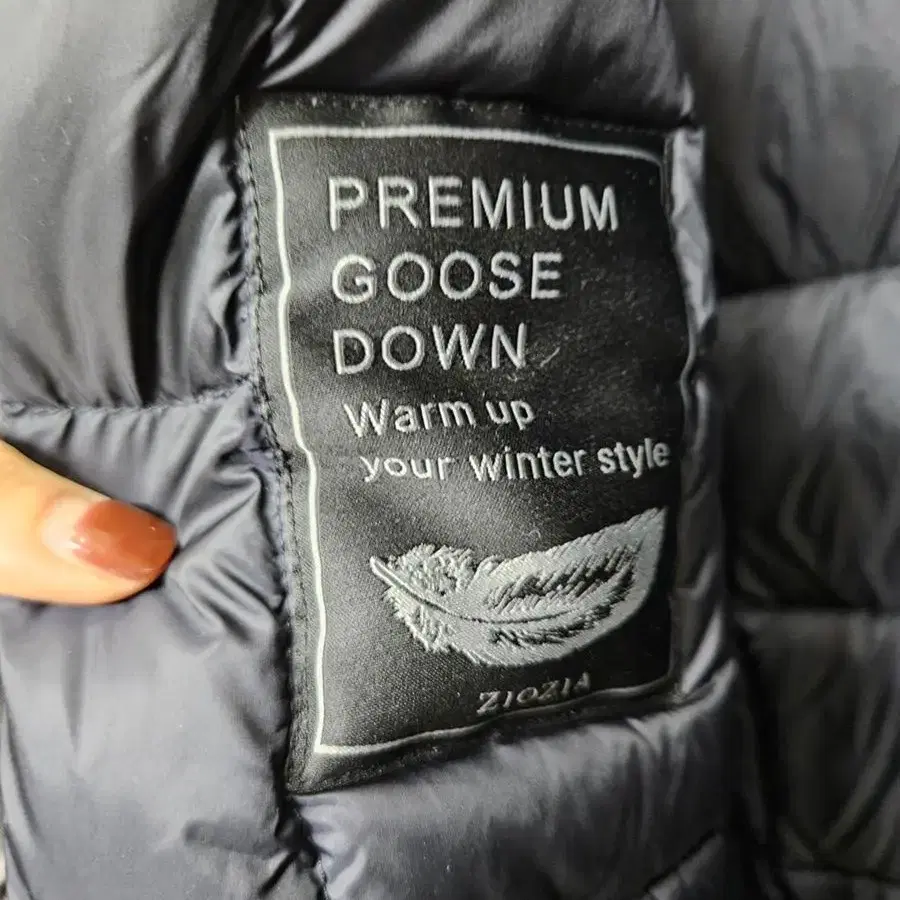 PREMIUM
GOOSE
DOWN
Warm up
your winter style
ZIOZIA